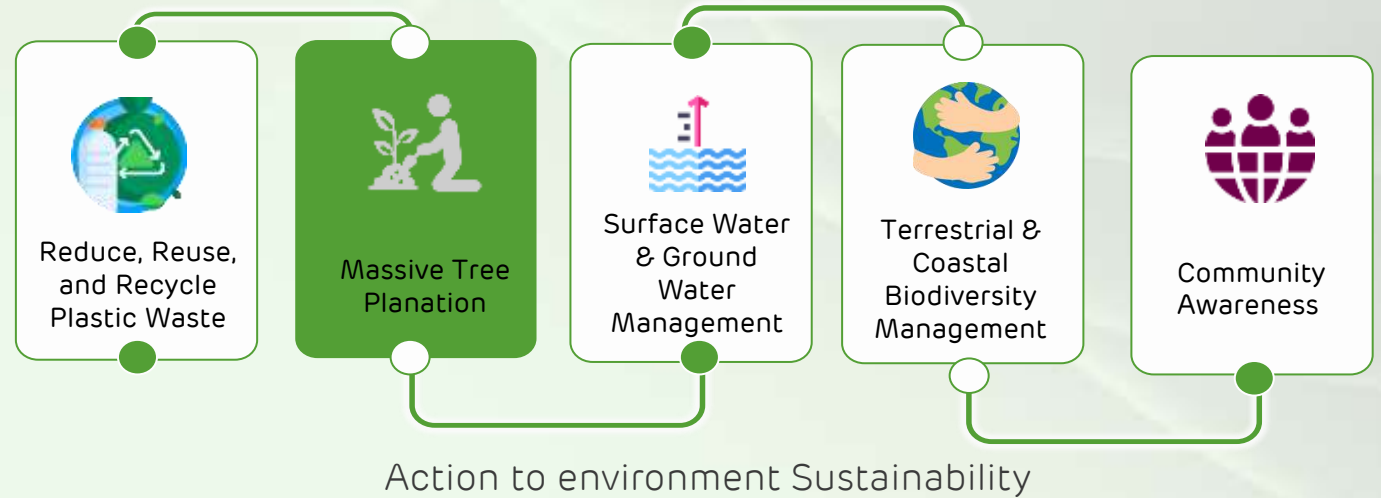 Reduce, Reuse,
and Recycle
Plastic Waste
Massive Tree
Planation
Surface Water
& Ground
Water
Management
Terrestrial &
Coastal
Biodiversity
Management
Community
Awareness
Action to environment Sustainability